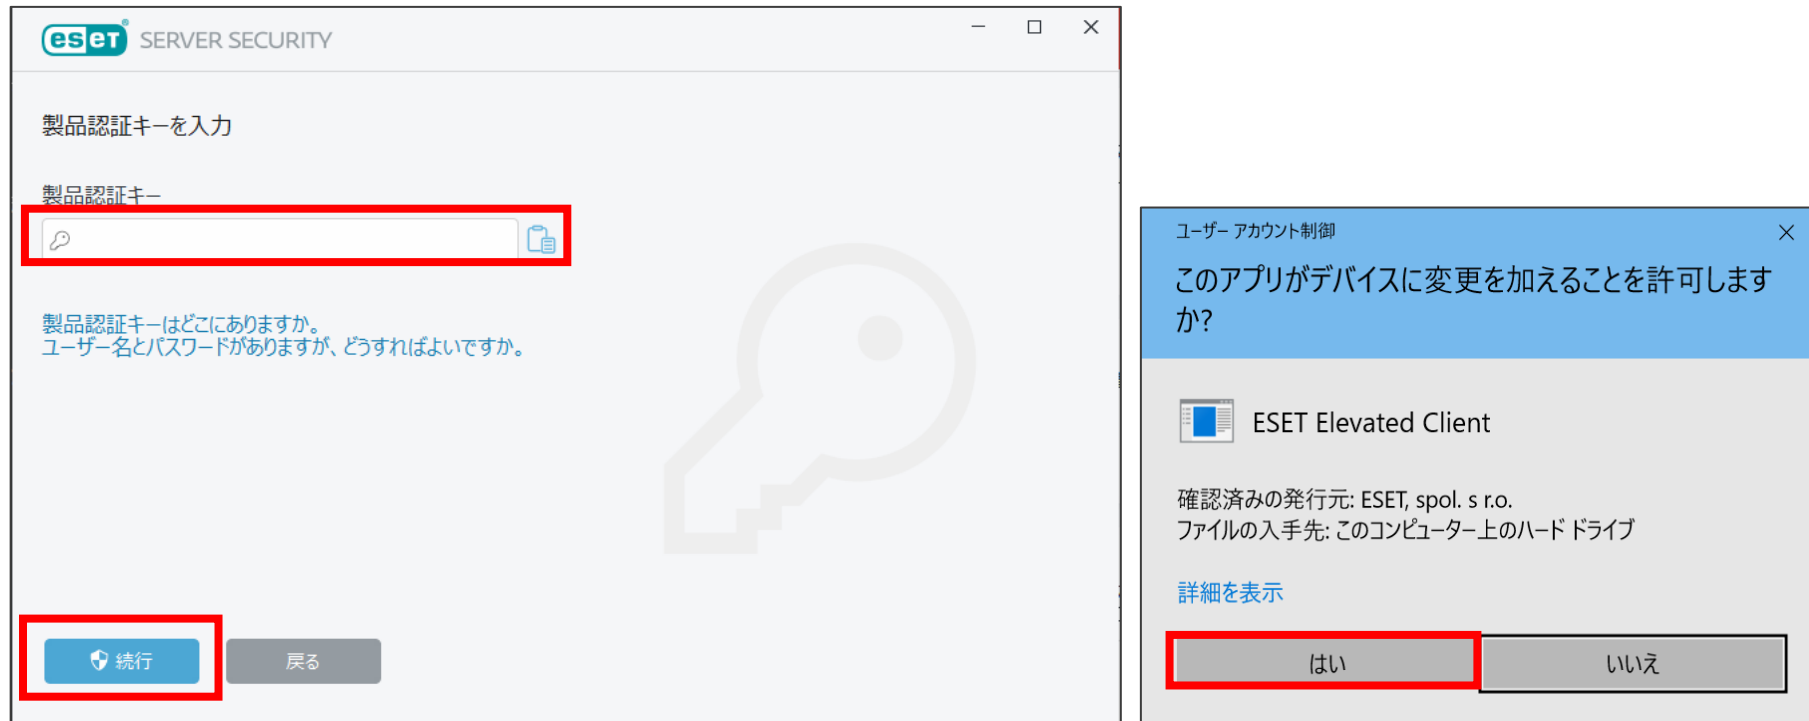 eset® SERVER SECURITY
製品認証キーを入力
製品認証キー
製品認証キーはどこにありますか。
ユーザー名とパスワードがありますが、どうすればよいですか。
続行
戻る
ユーザー アカウント制御
このアプリがデバイスに変更を加えることを許可します
か?
ESET Elevated Client
確認済みの発行元: ESET, spol. s r.o.
ファイルの入手先: このコンピューター上のハード ドライブ
詳細を表示
はい
いいえ